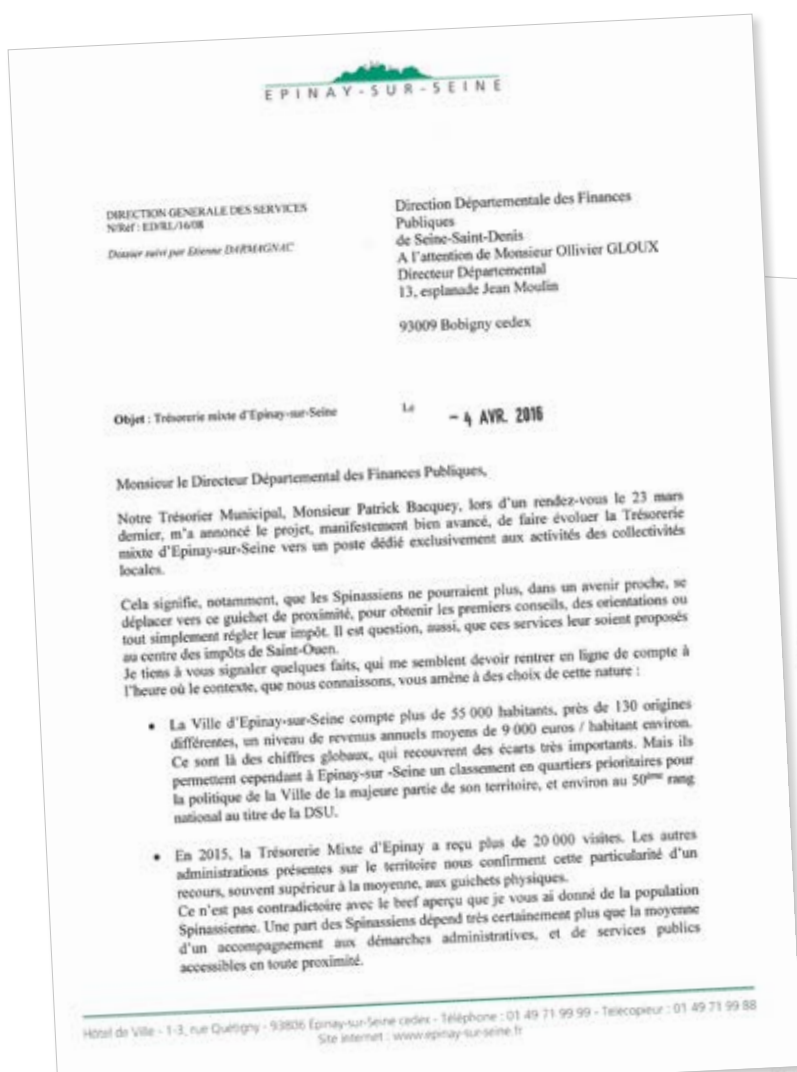 EPINAY-SUR-SEINE
DIRECTION GENERALE DES SERVICES
N/Réf : ED/RL/16/08
Dossier suivi par Etienne DARMAGNAC
Direction Départementale des Finances
Publiques
de Seine-Saint-Denis
A l'attention de Monsieur Ollivier GLOUX
Directeur Départemental
13, esplanade Jean Moulin
93009 Bobigny cedex
Objet : Trésorerie mixte d'Epinay-sur-Seine
Le - 4 AVR. 2016
Monsieur le Directeur Départemental des Finances Publiques,
Notre Trésorier Municipal, Monsieur Patrick Bacquey, lors d'un rendez-vous le 23 mars
dernier, m'a annoncé le projet, manifestement bien avancé, de faire évoluer la Trésorerie
mixte d'Epinay-sur-Seine vers un poste dédié exclusivement aux activités des collectivités
locales.
Cela signifie, notamment, que les Spinassiens ne pourraient plus, dans un avenir proche, se
déplacer vers ce guichet de proximité, pour obtenir les premiers conseils, des orientations ou
tout simplement régler leur impôt. Il est question, aussi, que ces services leur soient proposés
au centre des impôts de Saint-Ouen.
Je tiens à vous signaler quelques faits, qui me semblent devoir rentrer en ligne de compte à
l'heure où le contexte, que nous connaissons, vous amène à des choix de cette nature :
• La Ville d'Epinay-sur-Seine compte plus de 55 000 habitants, près de 130 origines
différentes, un niveau de revenus annuels moyens de 9 000 euros / habitant environ.
Ce sont là des chiffres globaux, qui recouvrent des écarts très importants. Mais ils
permettent cependant à Epinay-sur -Seine un classement en quartiers prioritaires pour
la politique de la Ville de la majeure partie de son territoire, et environ au 50ème rang
national au titre de la DSU.
• En 2015, la Trésorerie Mixte d'Epinay a reçu plus de 20 000 visites. Les autres
administrations présentes sur le territoire nous confirment cette particularité d'un
recours, souvent supérieur à la moyenne, aux guichets physiques.
Ce n'est pas contradictoire avec le bref aperçu que je vous ai donné de la population
Spinassienne. Une part des Spinassiens dépend très certainement plus que la moyenne
d'un accompagnement aux démarches administratives, et de services publics
accessibles en toute proximité.
Hôtel de Ville - 1-3, rue Quétigny - 93806 Epinay-sur-Seine cedex - Téléphone : 01 49 71 99 99 - Télécopieur : 01 49 71 99 88
Site internet : www.epinay-sur-seine.fr